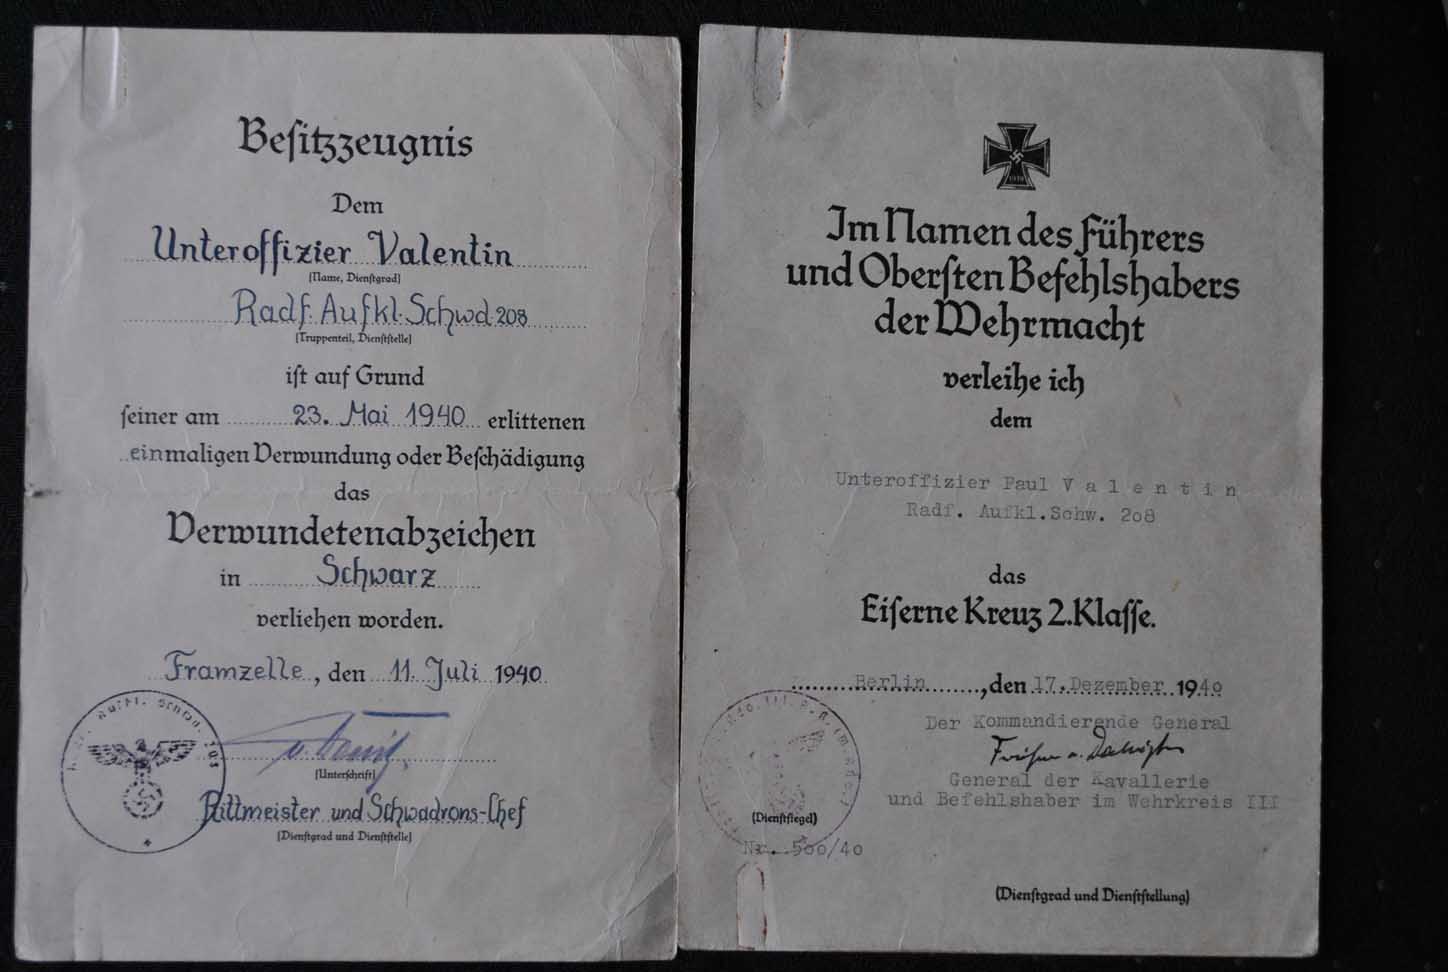 Besitzzeugnis
Dem
Unteroffizier Valentin
(Name, Dienstgrad)
Radf. Aufkl. Schwd. 208
(Truppenteil, Dienststelle)
ist auf Grund
seiner am 23. Mai 1940 erlittenen
einmaligen Verwundung oder Beschädigung
das
Verwundetenabzeichen
in Schwarz
verliehen worden.
Framzelle, den 11. Juli 1940
(Unterschrift)
Rittmeister und Schwadrons-Chef
(Dienstgrad und Dienststelle)
Im Namen des Führers
und Obersten Befehlshabers
der Wehrmacht
verleihe ich
dem
Unteroffizier Paul Valentin
Radf. Aufkl.Schw. 208
das
Eiserne Kreuz 2.Klasse.
Berlin, den 17. Dezember 1940
Der Kommandierende General
General der Kavallerie
und Befehlshaber im Wehrkreis III
(Dienstsiegel)
Nr. 500/40
(Dienstgrad und Dienststellung)